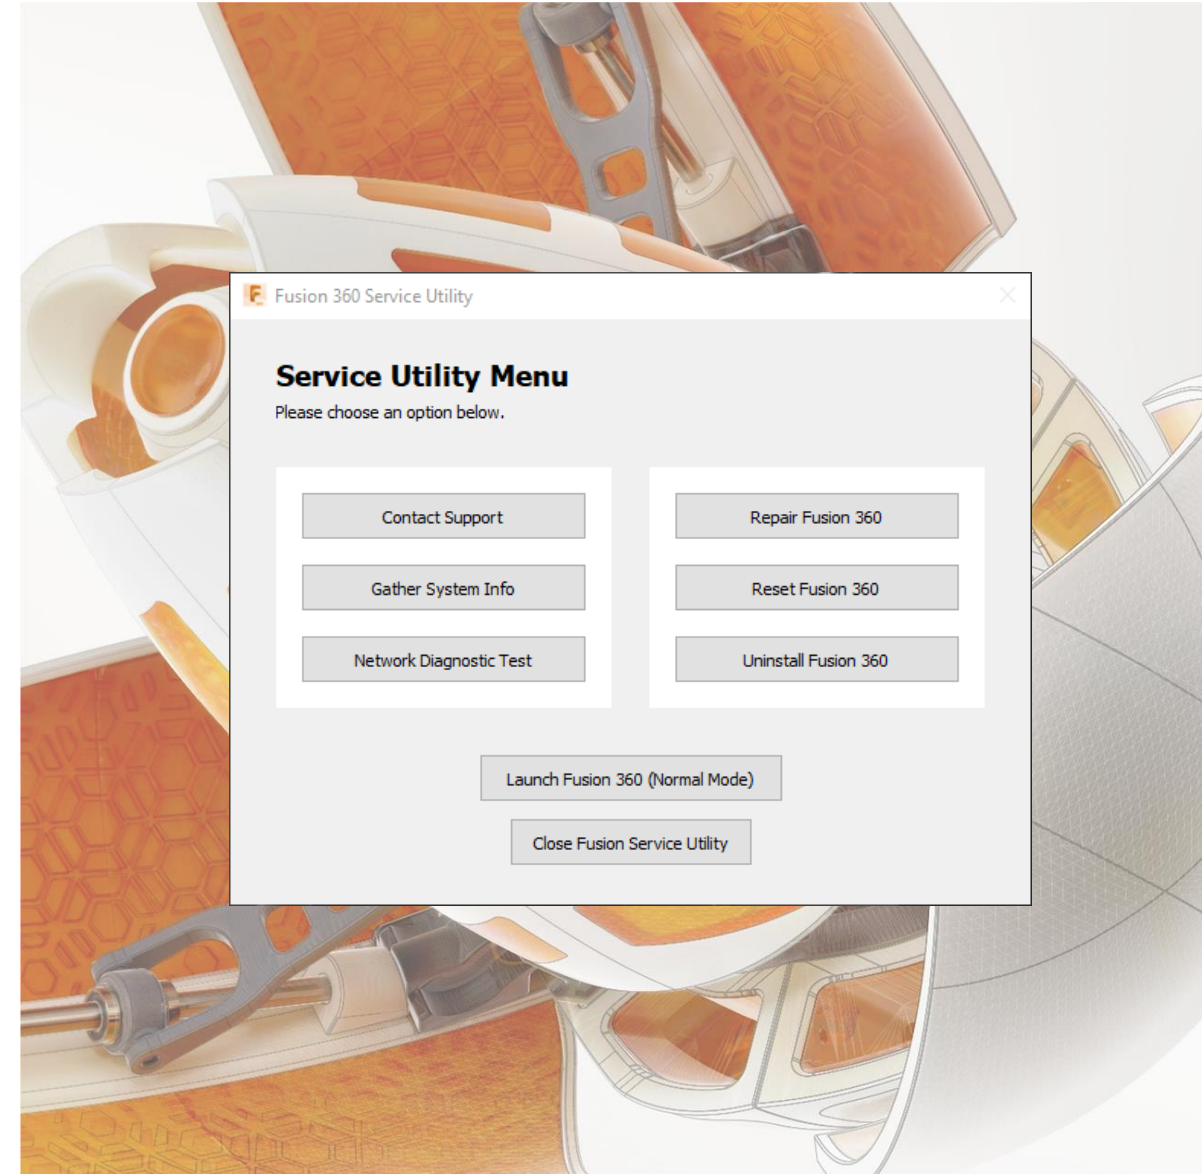 Fusion 360 Service Utility
Service Utility Menu
Please choose an option below.
Contact Support
Gather System Info
Network Diagnostic Test
Repair Fusion 360
Reset Fusion 360
Uninstall Fusion 360
Launch Fusion 360 (Normal Mode)
Close Fusion Service Utility